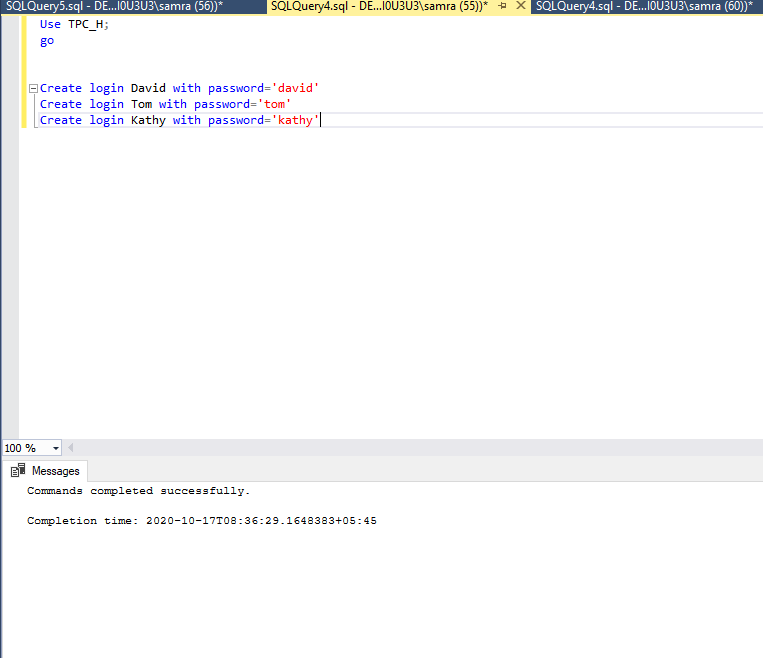 SQLQuery5.sql - DE...I0U3U3\samra (56))*
SQLQuery4.sql - DE...I0U3U3\samra (55))*
SQLQuery4.sql - DE...I0U3U3\samra (60))*
Use TPC_H;
go
Create login David with password='david'
Create login Tom with password='tom'
Create login Kathy with password='kathy'
100 %
Messages
Commands completed successfully.
Completion time: 2020-10-17T08:36:29.1648383+05:45